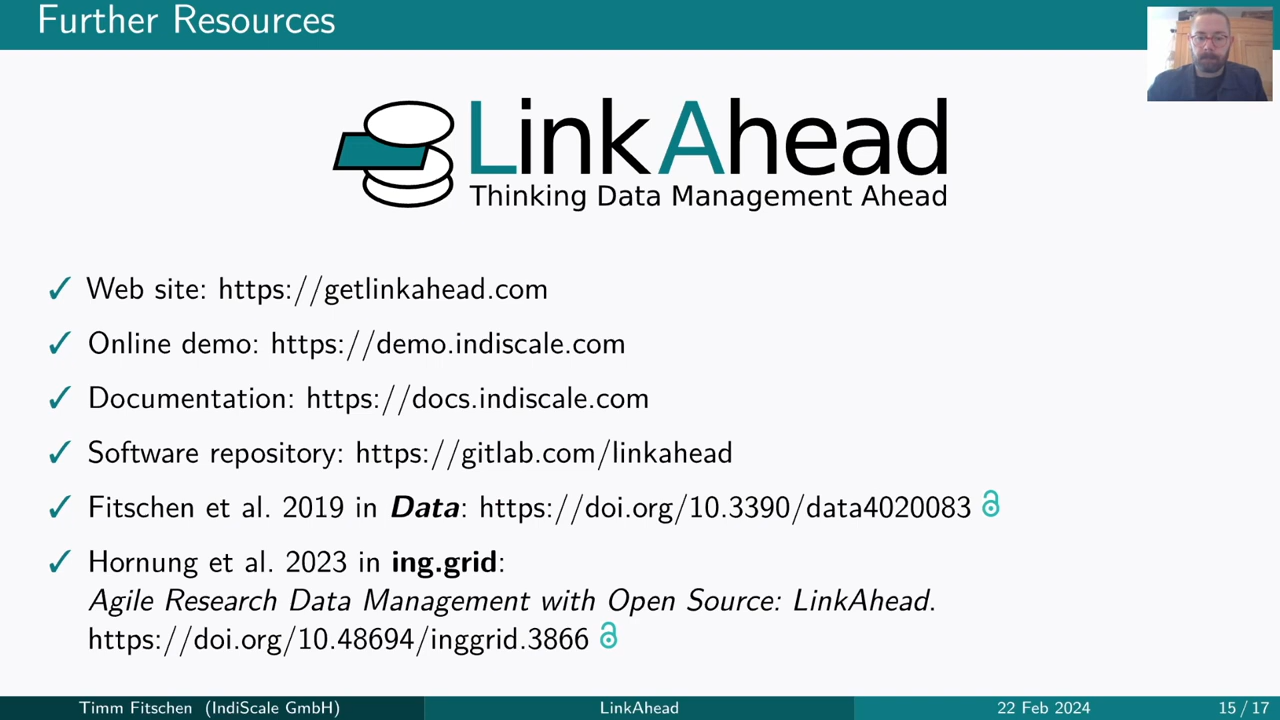 Further Resources
LinkAhead
Thinking Data Management Ahead
✓ Web site: https://getlinkahead.com
✓ Online demo: https://demo.indiscale.com
✓ Documentation: https://docs.indiscale.com
✓ Software repository: https://gitlab.com/linkahead
✓ Fitschen et al. 2019 in Data: https://doi.org/10.3390/data4020083
✓ Hornung et al. 2023 in ing.grid:
Agile Research Data Management with Open Source: LinkAhead.
https://doi.org/10.48694/inggrid.3866
Timm Fitschen (IndiScale GmbH) LinkAhead 22 Feb 2024 15 / 17